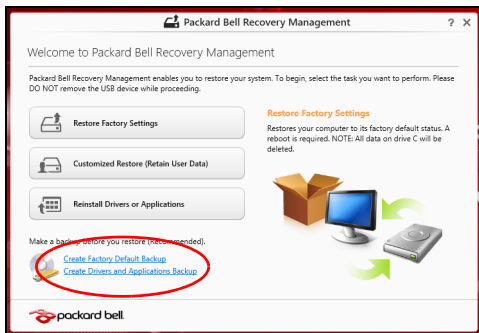 Packard Bell Recovery Management
? X
Welcome to Packard Bell Recovery Management
Packard Bell Recovery Management enables you to restore your system. To begin, select the task you want to perform. Please
DO NOT remove the USB device while proceeding.
Restore Factory Settings
Customized Restore (Retain User Data)
Reinstall Drivers or Applications
Restore Factory Settings
Restores your computer to its factory default status. A
reboot is required. NOTE: All data on drive C will be
deleted.
Make a backup before you restore (Recommended).
Create Factory Default Backup
Create Drivers and Applications Backup
packard bell.